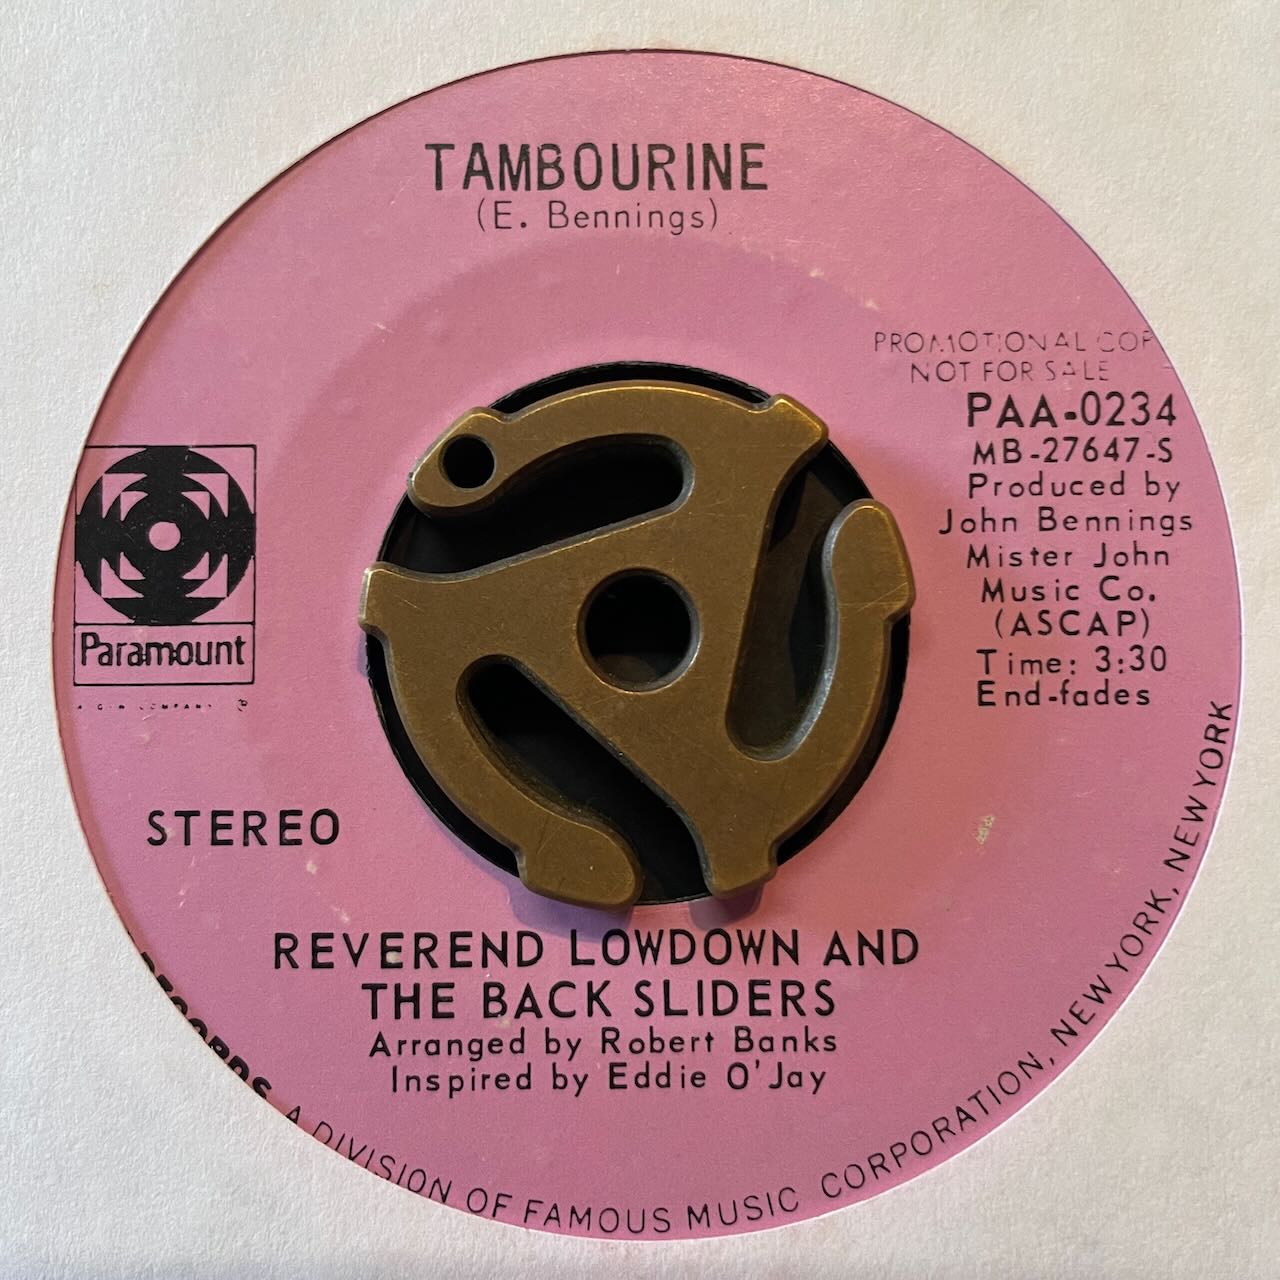 TAMBOURINE
(E. Bennings)
PROMOTIONAL COP
NOT FOR SALE
PAA-0234
MB-27647-S
Produced by
John Bennings
Mister John
Music Co.
(ASCAP)
Time: 3:30
End-fades
Paramount
A G+W COMPANY
STEREO
REVEREND LOWDOWN AND
THE BACK SLIDERS
Arranged by Robert Banks
Inspired by Eddie O'Jay
RECORDS A DIVISION OF FAMOUS MUSIC CORPORATION, NEW YORK, NEW YORK